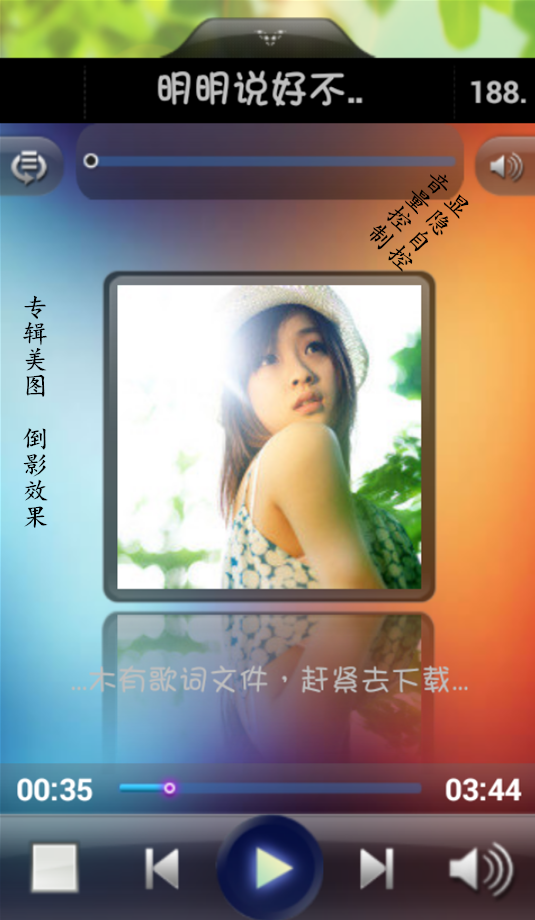 明明说好不..
188.
音量控制
显隐自控
专辑美图 倒影效果
...木有歌词文件，赶紧去下载...
00:35
03:44